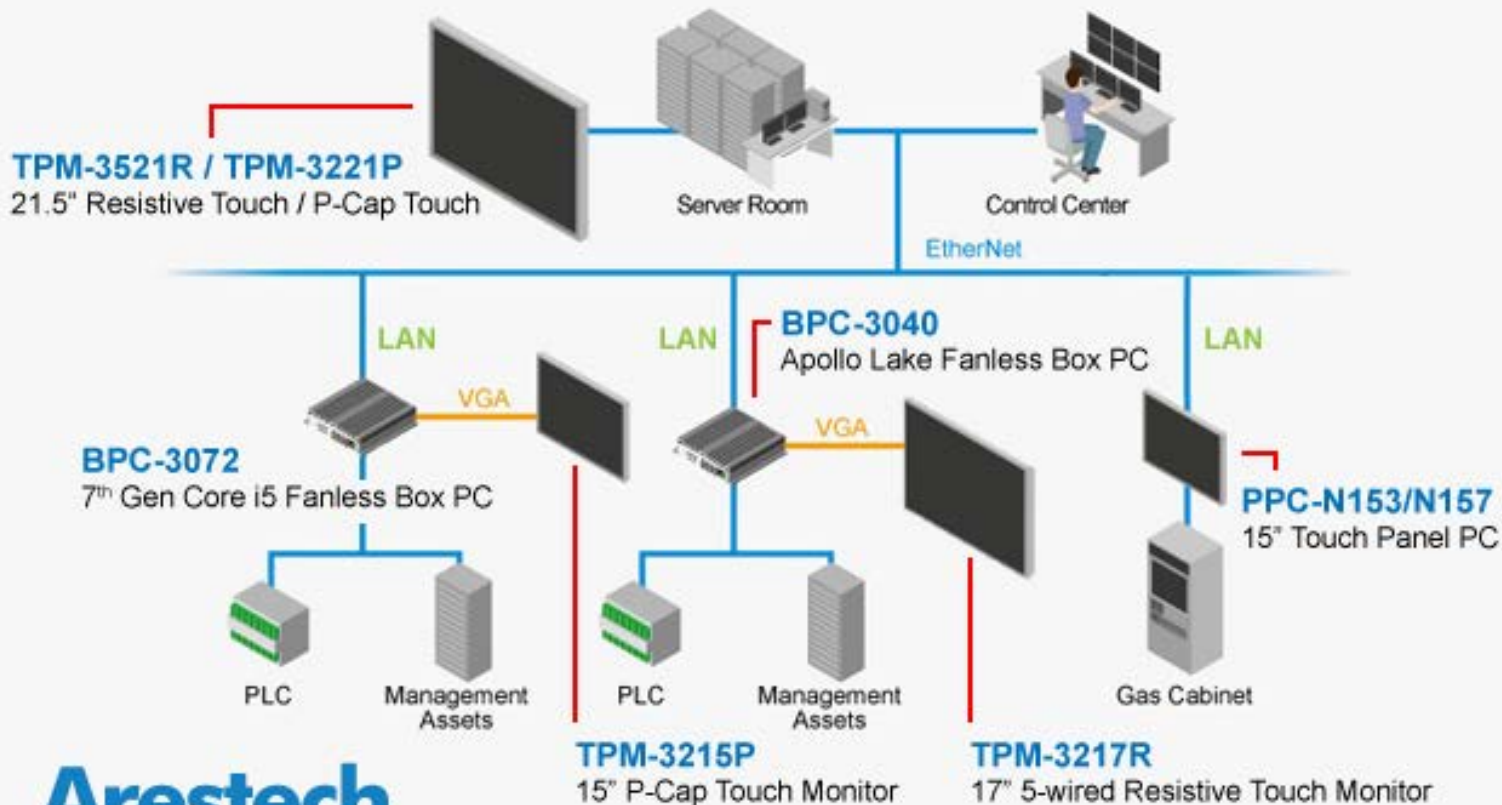 TPM-3521R / TPM-3221P
21.5" Resistive Touch / P-Cap Touch
Server Room
Control Center
EtherNet
LAN
LAN
LAN
BPC-3040
Apollo Lake Fanless Box PC
VGA
VGA
BPC-3072
7th Gen Core i5 Fanless Box PC
PPC-N153/N157
15" Touch Panel PC
PLC
Management
Assets
PLC
Management
Assets
Gas Cabinet
TPM-3215P
15" P-Cap Touch Monitor
TPM-3217R
17" 5-wired Resistive Touch Monitor
Arestech